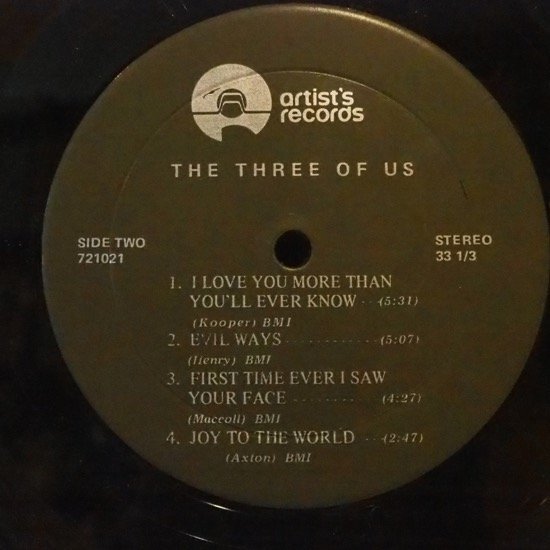 artist's
records
THE THREE OF US
SIDE TWO
721021
STEREO
33 1/3
1. I LOVE YOU MORE THAN
YOU'LL EVER KNOW . . (5:31)
(Kooper) BMI
2. EVIL WAYS . . . . . . . . . . . . (5:07)
(Henry) BMI
3. FIRST TIME EVER I SAW
YOUR FACE . . . . . . . . . . . (4:27)
(Maccoll) BMI
4. JOY TO THE WORLD . . . (2:47)
(Axton) BMI